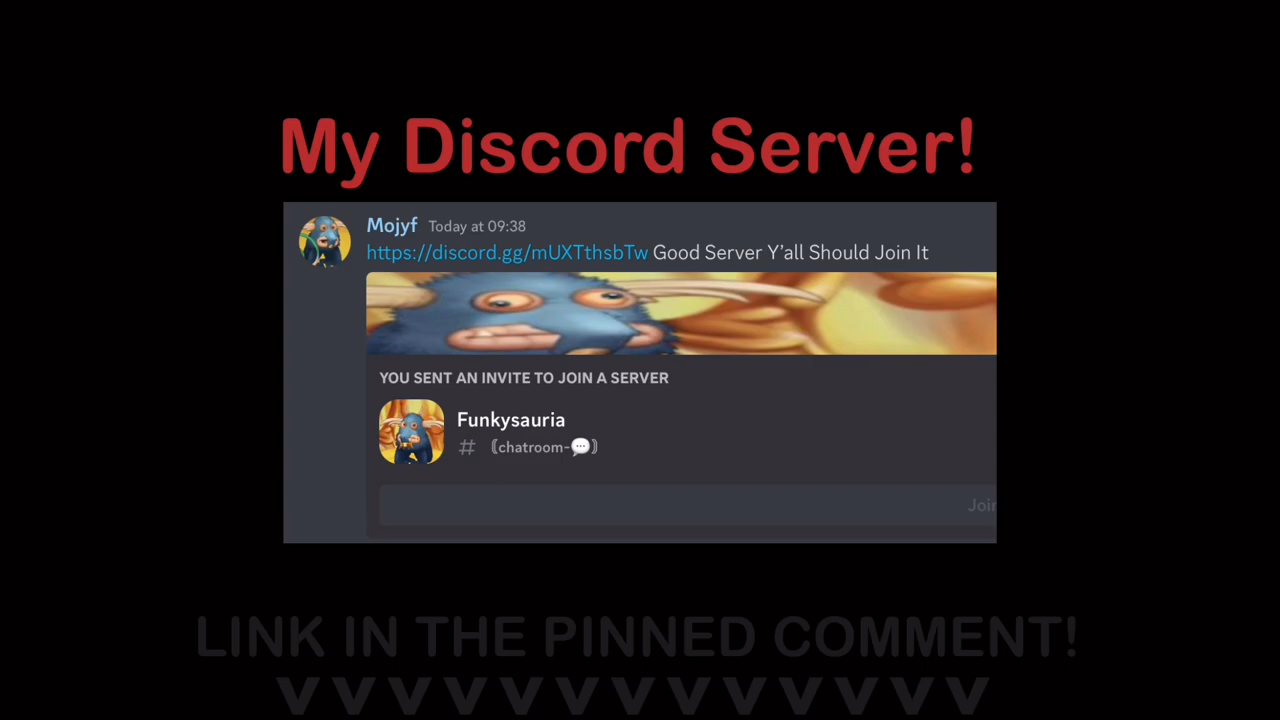 My Discord Server!
Mojyf Today at 09:38
https://discord.gg/mUXTthsbTw Good Server Y'all Should Join It
YOU SENT AN INVITE TO JOIN A SERVER
Funkysauria
# ⟪chatroom-💬⟫
Join
LINK IN THE PINNED COMMENT!
V V V V V V V V V V V V V V